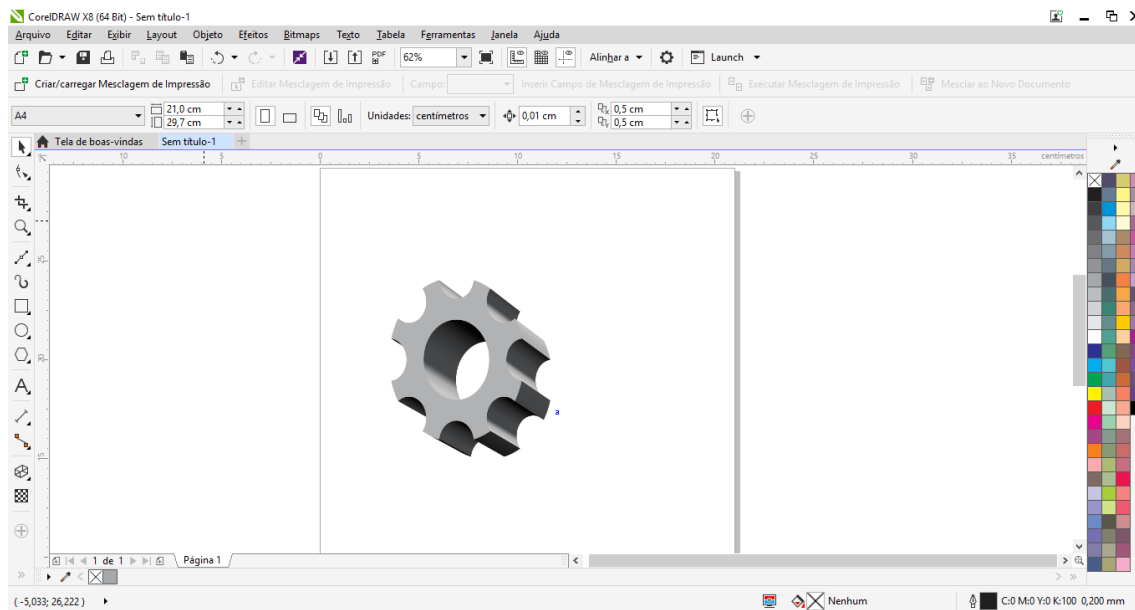 CorelDRAW X8 (64 Bit) - Sem título-1
Arquivo Editar Exibir Layout Objeto Efeitos Bitmaps Texto Tabela Ferramentas Janela Ajuda
PDF 62% Alinhar a Launch
Criar/carregar Mesclagem de Impressão Editar Mesclagem de Impressão Campo: Inserir Campo de Mesclagem de Impressão Executar Mesclagem de Impressão Mesclar ao Novo Documento
A4 21,0 cm 29,7 cm Unidades: centímetros 0,01 cm 0,5 cm 0,5 cm
Tela de boas-vindas Sem título-1
10 5 0 5 10 15 20 25 30 35 centímetros
25
20
a
15
1 de 1 Página 1
( -5,033; 26,222 ) Nenhum C:0 M:0 Y:0 K:100 0,200 mm